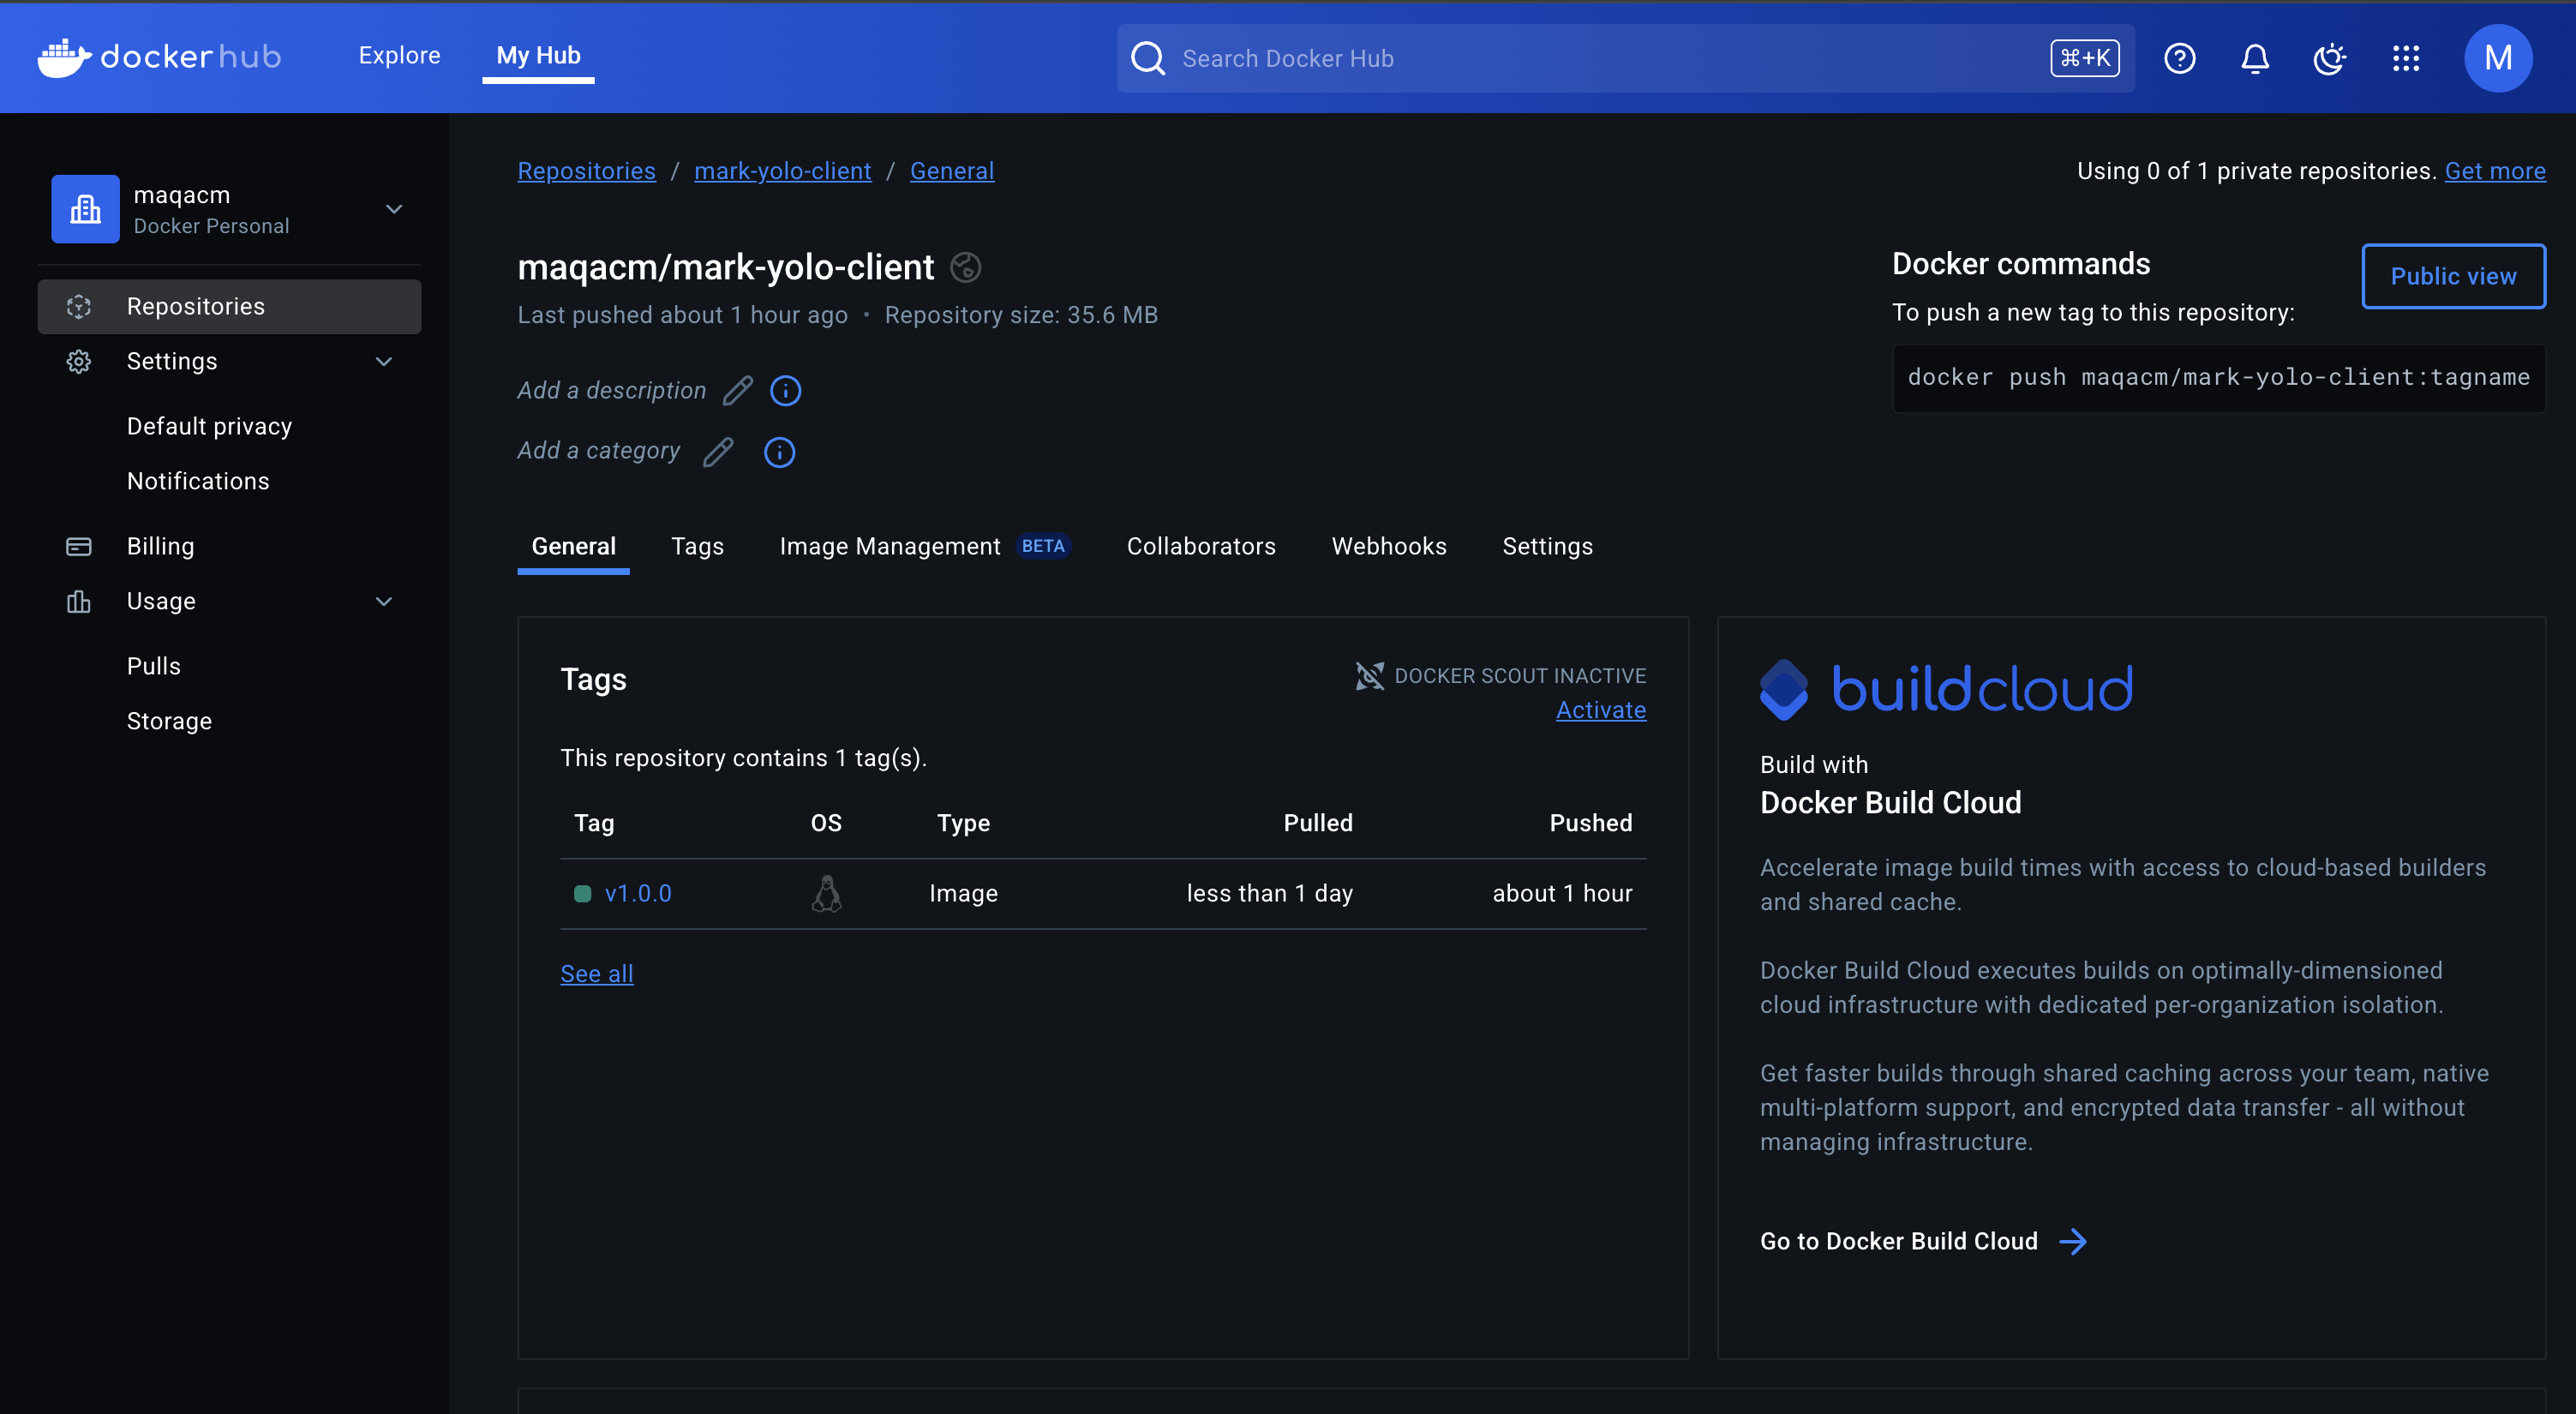 dockerhub
Explore
My Hub
Search Docker Hub
⌘+K
M
maqacm
Docker Personal
Repositories
Settings
Default privacy
Notifications
Billing
Usage
Pulls
Storage
Repositories / mark-yolo-client / General
Using 0 of 1 private repositories. Get more
maqacm/mark-yolo-client
Last pushed about 1 hour ago • Repository size: 35.6 MB
Add a description
Add a category
Docker commands
Public view
To push a new tag to this repository:
docker push maqacm/mark-yolo-client:tagname
General Tags Image Management BETA Collaborators Webhooks Settings
Tags
DOCKER SCOUT INACTIVE
Activate
This repository contains 1 tag(s).
Tag OS Type Pulled Pushed
v1.0.0 Image less than 1 day about 1 hour
See all
buildcloud
Build with
Docker Build Cloud
Accelerate image build times with access to cloud-based builders
and shared cache.
Docker Build Cloud executes builds on optimally-dimensioned
cloud infrastructure with dedicated per-organization isolation.
Get faster builds through shared caching across your team, native
multi-platform support, and encrypted data transfer - all without
managing infrastructure.
Go to Docker Build Cloud